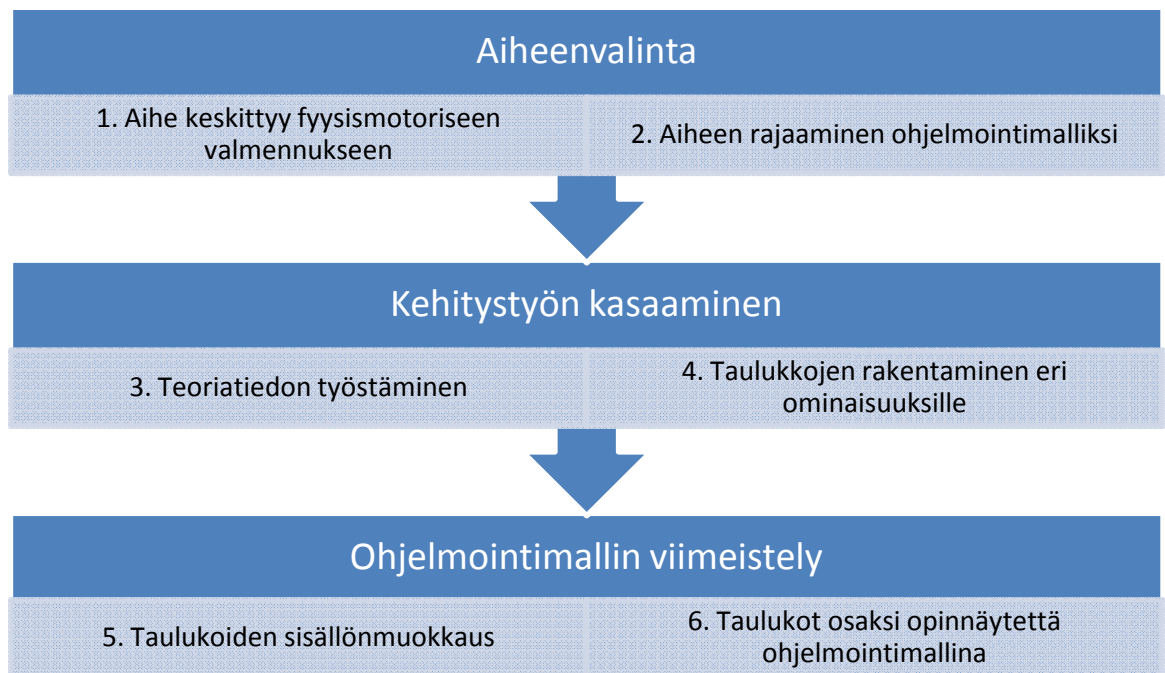 Aiheenvalinta
1. Aihe keskittyy fyysismotoriseen
valmennukseen
2. Aiheen rajaaminen ohjelmointimalliksi
Kehitystyön kasaaminen
3. Teoriatiedon työstäminen
4. Taulukkojen rakentaminen eri
ominaisuuksille
Ohjelmointimallin viimeistely
5. Taulukoiden sisällönmuokkaus
6. Taulukot osaksi opinnäytettä
ohjelmointimallina